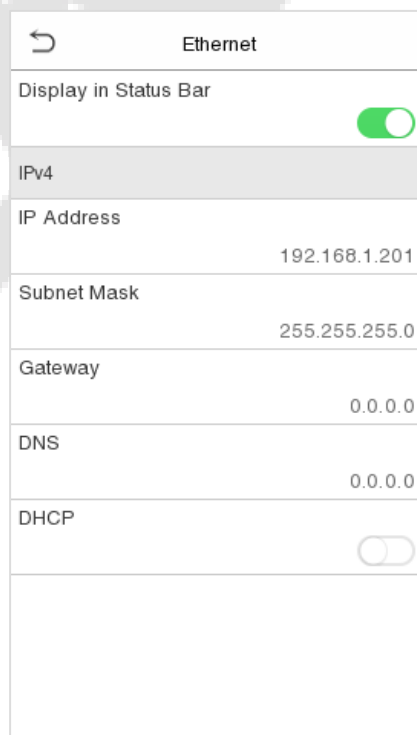 Ethernet
Display in Status Bar
IPv4
IP Address
192.168.1.201
Subnet Mask
255.255.255.0
Gateway
0.0.0.0
DNS
0.0.0.0
DHCP